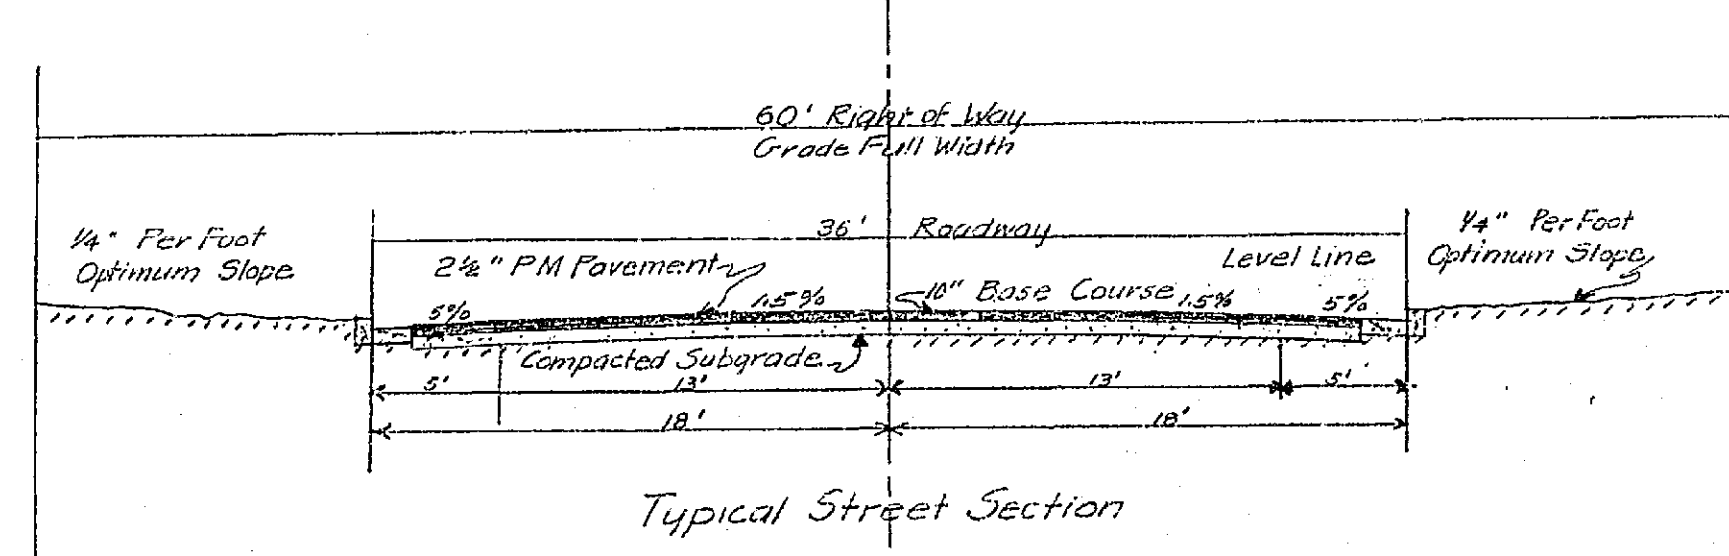 60' Right of Way
Grade Full Width
1/4" Per Foot
Optimum Slope
36' Roadway
1/4" Per Foot
Optimum Slope
2½" PM Pavement
Level Line
5% 1.5% 10" Base Course 1.5% 5%
Compacted Subgrade
5' 13' 13' 5'
18' 18'
Typical Street Section